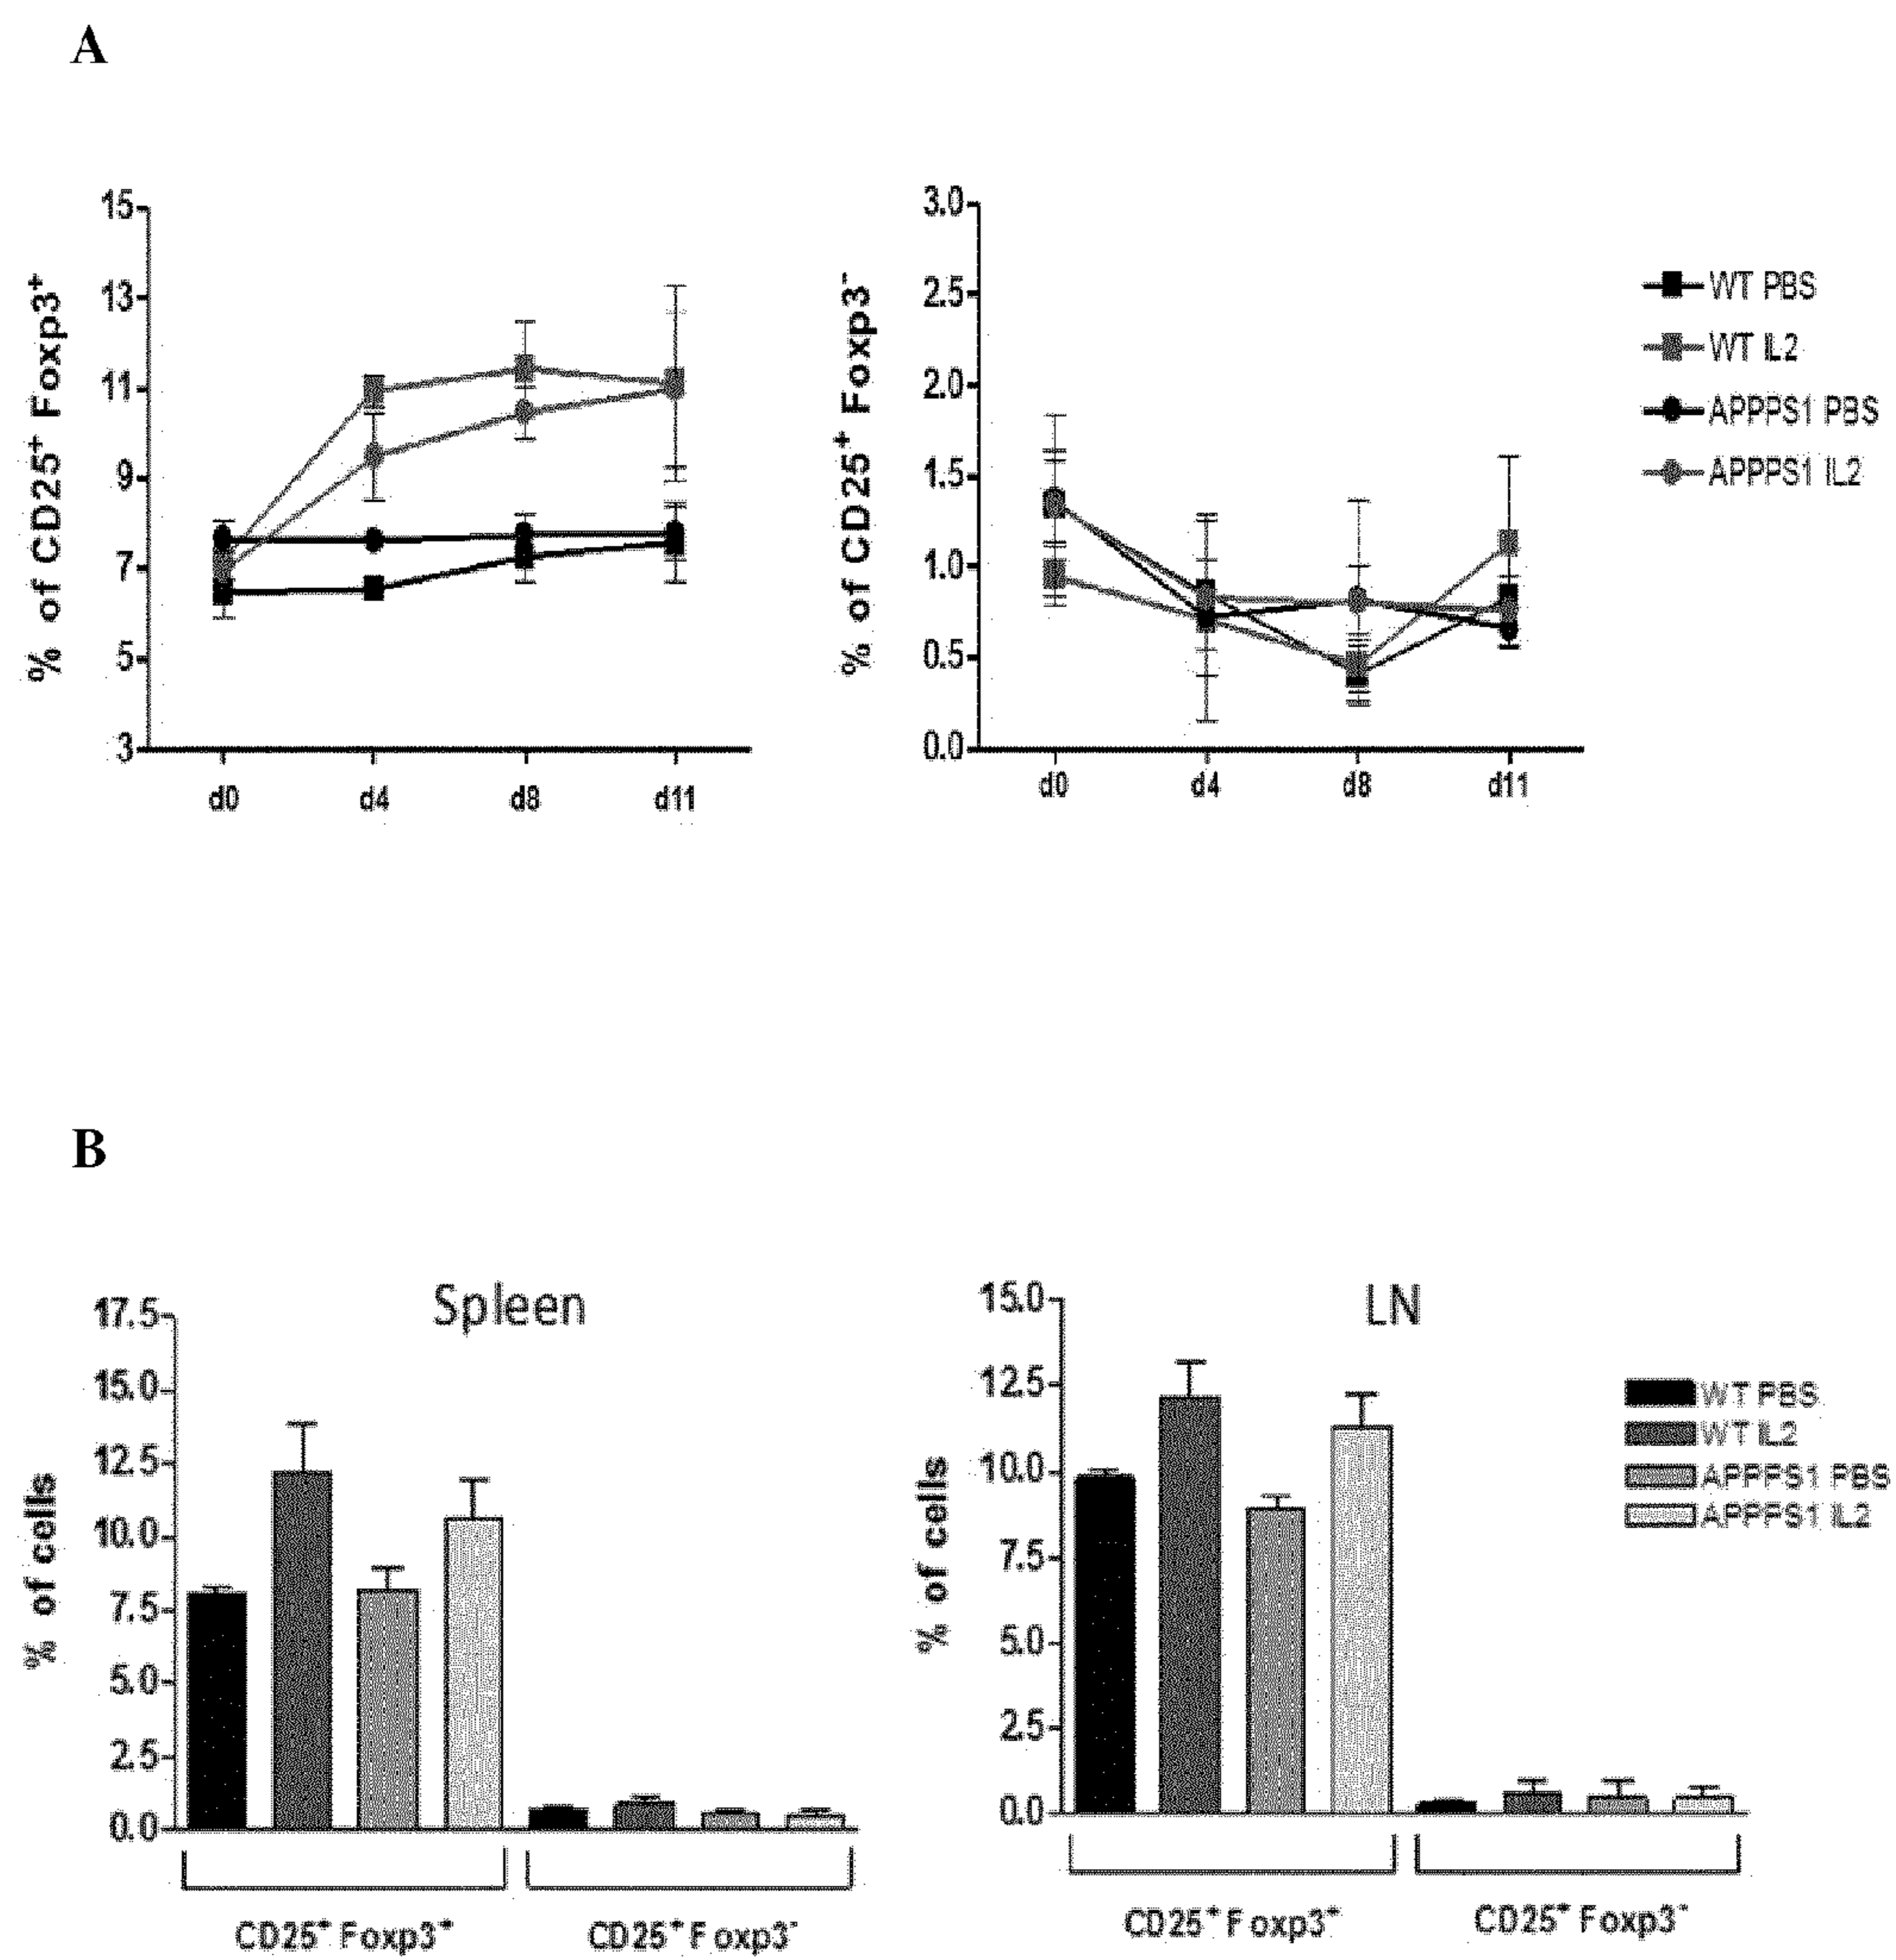 A
% of CD25⁺ Foxp3⁺
15
13
11
9
7
5
3
d0 d4 d8 d11
% of CD25⁺ Foxp3⁻
3.0
2.5
2.0
1.5
1.0
0.5
0.0
d0 d4 d8 d11
WT PBS
WT IL2
APPPS1 PBS
APPPS1 IL2
B
Spleen
% of cells
17.5
15.0
12.5
10.0
7.5
5.0
2.5
0.0
CD25⁺Foxp3⁺ CD25⁺Foxp3⁻
LN
% of cells
15.0
12.5
10.0
7.5
5.0
2.5
0.0
CD25⁺Foxp3⁺ CD25⁺Foxp3⁻
WT PBS
WT IL2
APPPS1 PBS
APPPS1 IL2